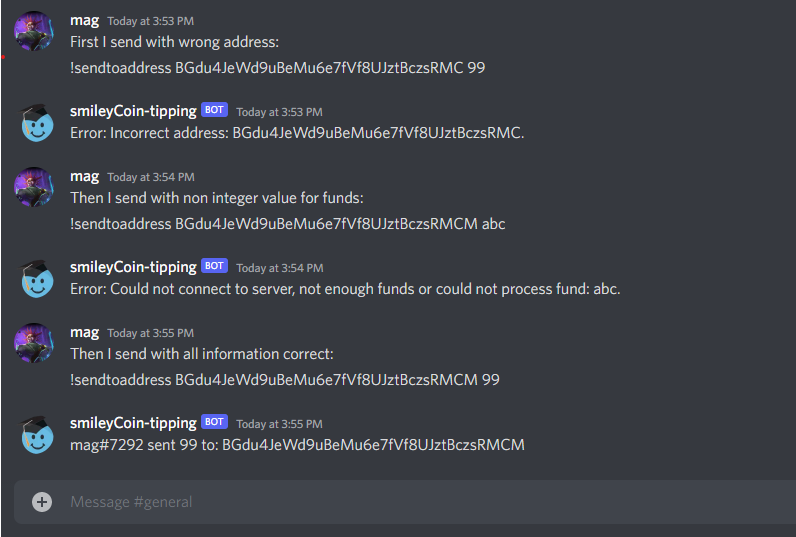 mag Today at 3:53 PM
First I send with wrong address:
!sendtoaddress BGdu4JeWd9uBeMu6e7fVf8UJztBczsRMC 99
smileyCoin-tipping BOT Today at 3:53 PM
Error: Incorrect address: BGdu4JeWd9uBeMu6e7fVf8UJztBczsRMC.
mag Today at 3:54 PM
Then I send with non integer value for funds:
!sendtoaddress BGdu4JeWd9uBeMu6e7fVf8UJztBczsRMCM abc
smileyCoin-tipping BOT Today at 3:54 PM
Error: Could not connect to server, not enough funds or could not process fund: abc.
mag Today at 3:55 PM
Then I send with all information correct:
!sendtoaddress BGdu4JeWd9uBeMu6e7fVf8UJztBczsRMCM 99
smileyCoin-tipping BOT Today at 3:55 PM
mag#7292 sent 99 to: BGdu4JeWd9uBeMu6e7fVf8UJztBczsRMCM
Message #general